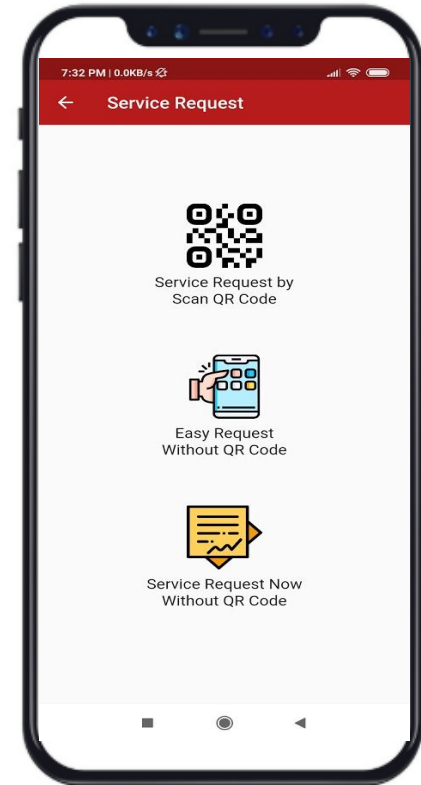 7:32 PM | 0.0KB/s
Service Request
Service Request by
Scan QR Code
Easy Request
Without QR Code
Service Request Now
Without QR Code